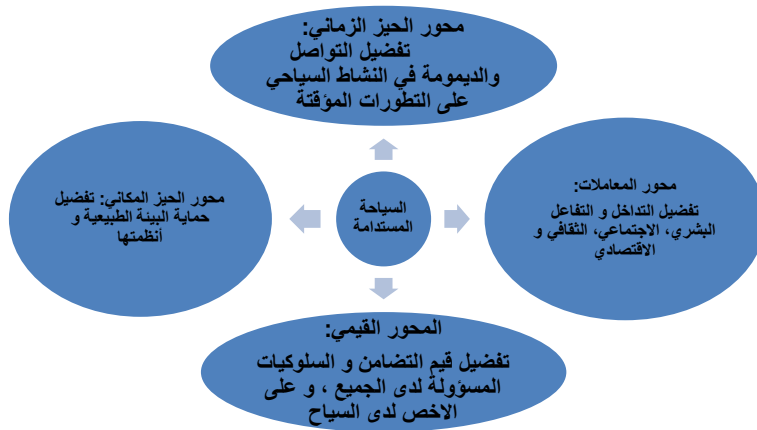 محور الحيز الزماني:
تفضيل التواصل
والديمومة في النشاط السياحي
على التطورات المؤقتة
محور المعاملات:
تفضيل التداخل و التفاعل
البشري، الاجتماعي، الثقافي و
الاقتصادي
السياحة
المستدامة
محور الحيز المكاني: تفضيل
حماية البيئة الطبيعية و
أنظمتها
المحور القيمي:
تفضيل قيم التضامن و السلوكيات
المسؤولة لدى الجميع ، و على
الاخص لدى السياح